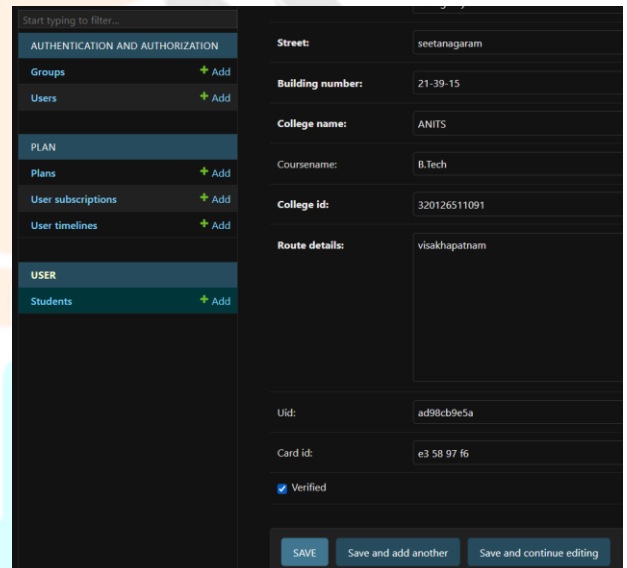 Start typing to filter...
AUTHENTICATION AND AUTHORIZATION
Groups + Add
Users + Add
PLAN
Plans + Add
User subscriptions + Add
User timelines + Add
USER
Students + Add
Street: seetanagaram
Building number: 21-39-15
College name: ANITS
Coursename: B.Tech
College id: 320126511091
Route details: visakhapatnam
Uid: ad98cb9e5a
Card id: e3 58 97 f6
Verified
SAVE Save and add another Save and continue editing